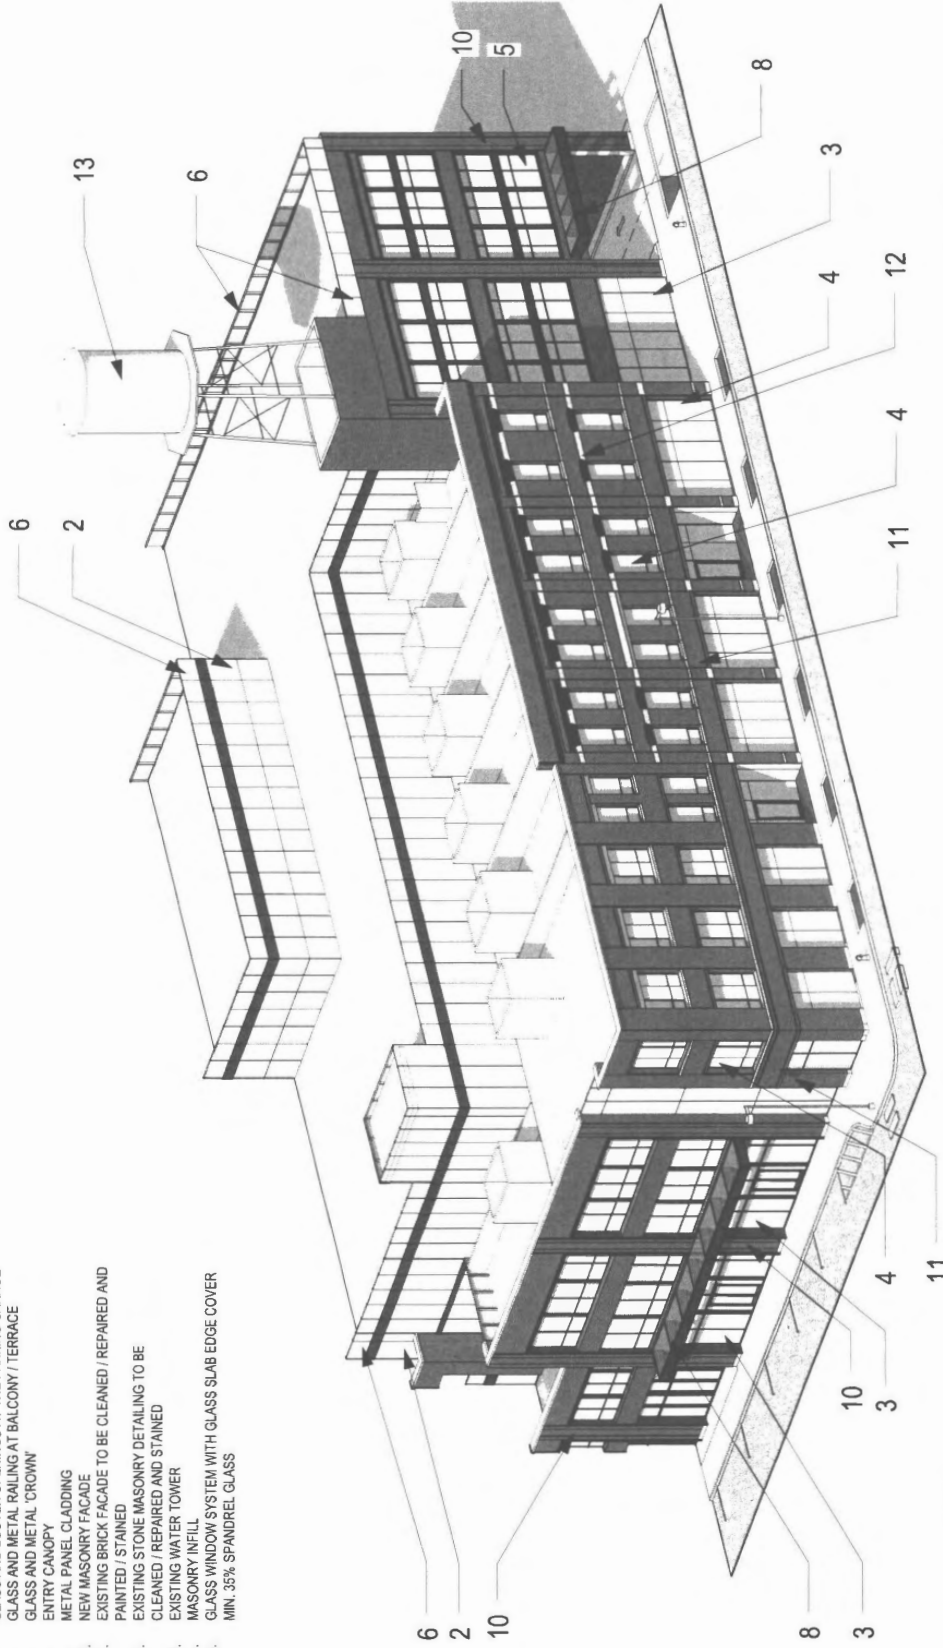 GLASS AND METAL RAILING AT BALCONY / TERRACE
GLASS AND METAL 'CROWN'
ENTRY CANOPY
METAL PANEL CLADDING
NEW MASONRY FACADE
EXISTING BRICK FACADE TO BE CLEANED / REPAIRED AND
PAINTED / STAINED
EXISTING STONE MASONRY DETAILING TO BE
CLEANED / REPAIRED AND STAINED
EXISTING WATER TOWER
MASONRY INFILL
GLASS WINDOW SYSTEM WITH GLASS SLAB EDGE COVER
MIN. 35% SPANDREL GLASS
6
2
13
6
10
5
8
3
4
12
4
11
6
2
10
8
3
10
3
4
11